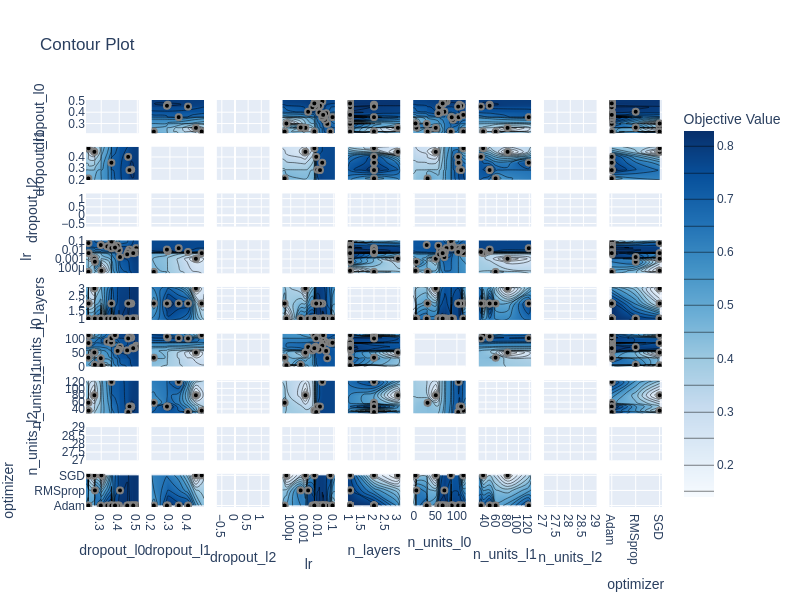 Contour Plot
Objective Value
0.8
0.7
0.6
0.5
0.4
0.3
0.2
dropout_l0
0.5
0.4
0.3
dropout_l1
0.4
0.3
0.2
dropout_l2
1
0.5
0
−0.5
lr
0.1
0.01
0.001
100μ
n_layers
3
2.5
2
1.5
1
n_units_l0
100
50
0
n_units_l1
120
100
80
60
40
n_units_l2
29
28.5
28
27.5
27
optimizer
SGD
RMSprop
Adam
0.3 0.4 0.5
0.2 0.3 0.4
−0.5 0 0.5 1
100μ 0.001 0.01 0.1
1 1.5 2 2.5 3
0 50 100
40 60 80 100 120
27 27.5 28 28.5 29
Adam RMSprop SGD
dropout_l0
dropout_l1
dropout_l2
lr
n_layers
n_units_l0
n_units_l1
n_units_l2
optimizer